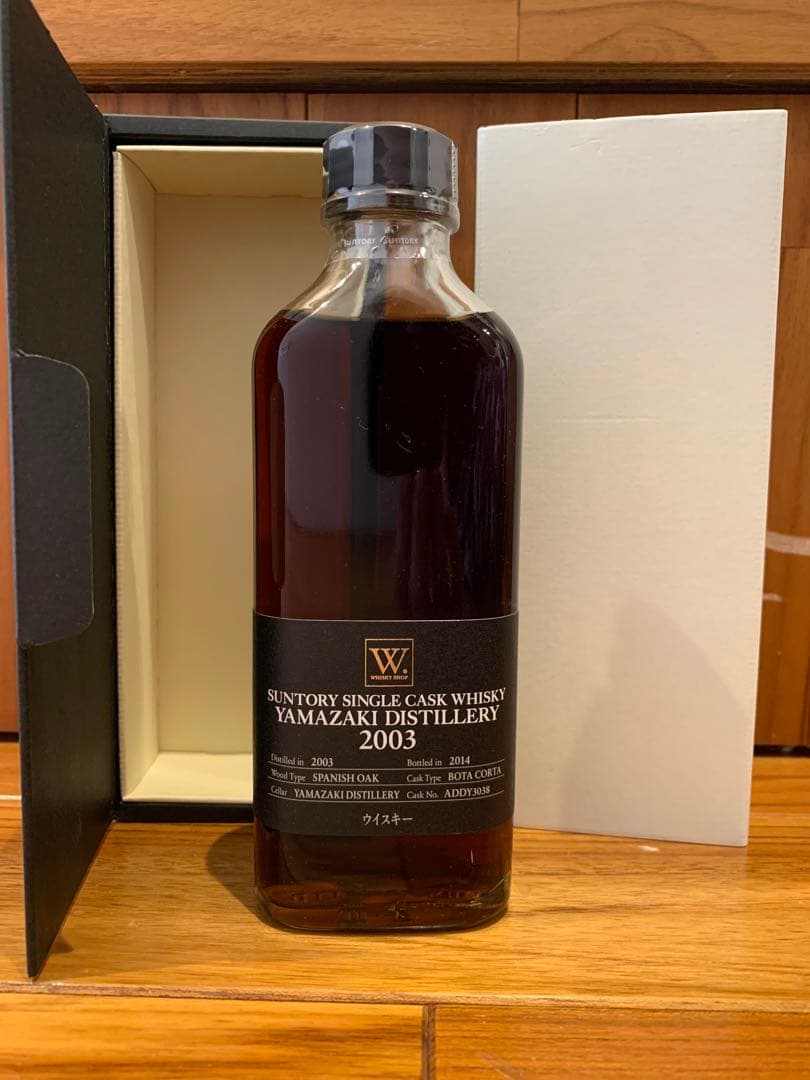 SUNTORY SUNTORY
W.
WHISKY SHOP
SUNTORY SINGLE CASK WHISKY
YAMAZAKI DISTILLERY
2003
Distilled in 2003 Bottled in 2014
Wood Type SPANISH OAK Cask Type BOTA CORTA
Cellar YAMAZAKI DISTILLERY Cask No. ADDY3038
ウイスキー